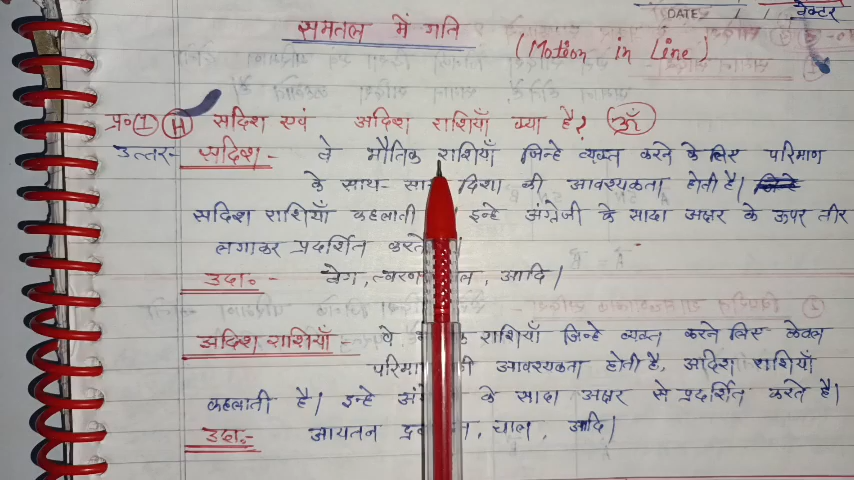 DATE / / वेक्टर
समतल में गति
(Motion in Line)
प्र०① Ⓗ सदिश एवं अदिश राशियाँ क्या है? ॐ
उत्तर- सदिश - वे भौतिक राशियाँ जिन्हे व्यक्त करने के लिए परिमाण
के साथ- दिशा की आवश्यकता होती है।
सदिश राशियाँ कहलाती इन्हे अंग्रेजी के सादा अक्षर के ऊपर तीर
लगाकर प्रदर्शित करते
उदा०- वेग, आदि।
अदिश राशियाँ - वे राशियाँ जिन्हे व्यक्त करने लिए केवल
आवश्यकता होती है, अदिश राशियाँ
कहलाती है। इन्हे के सादा अक्षर से प्रदर्शित करते है।
उदा०- आयतन चाल, आदि।